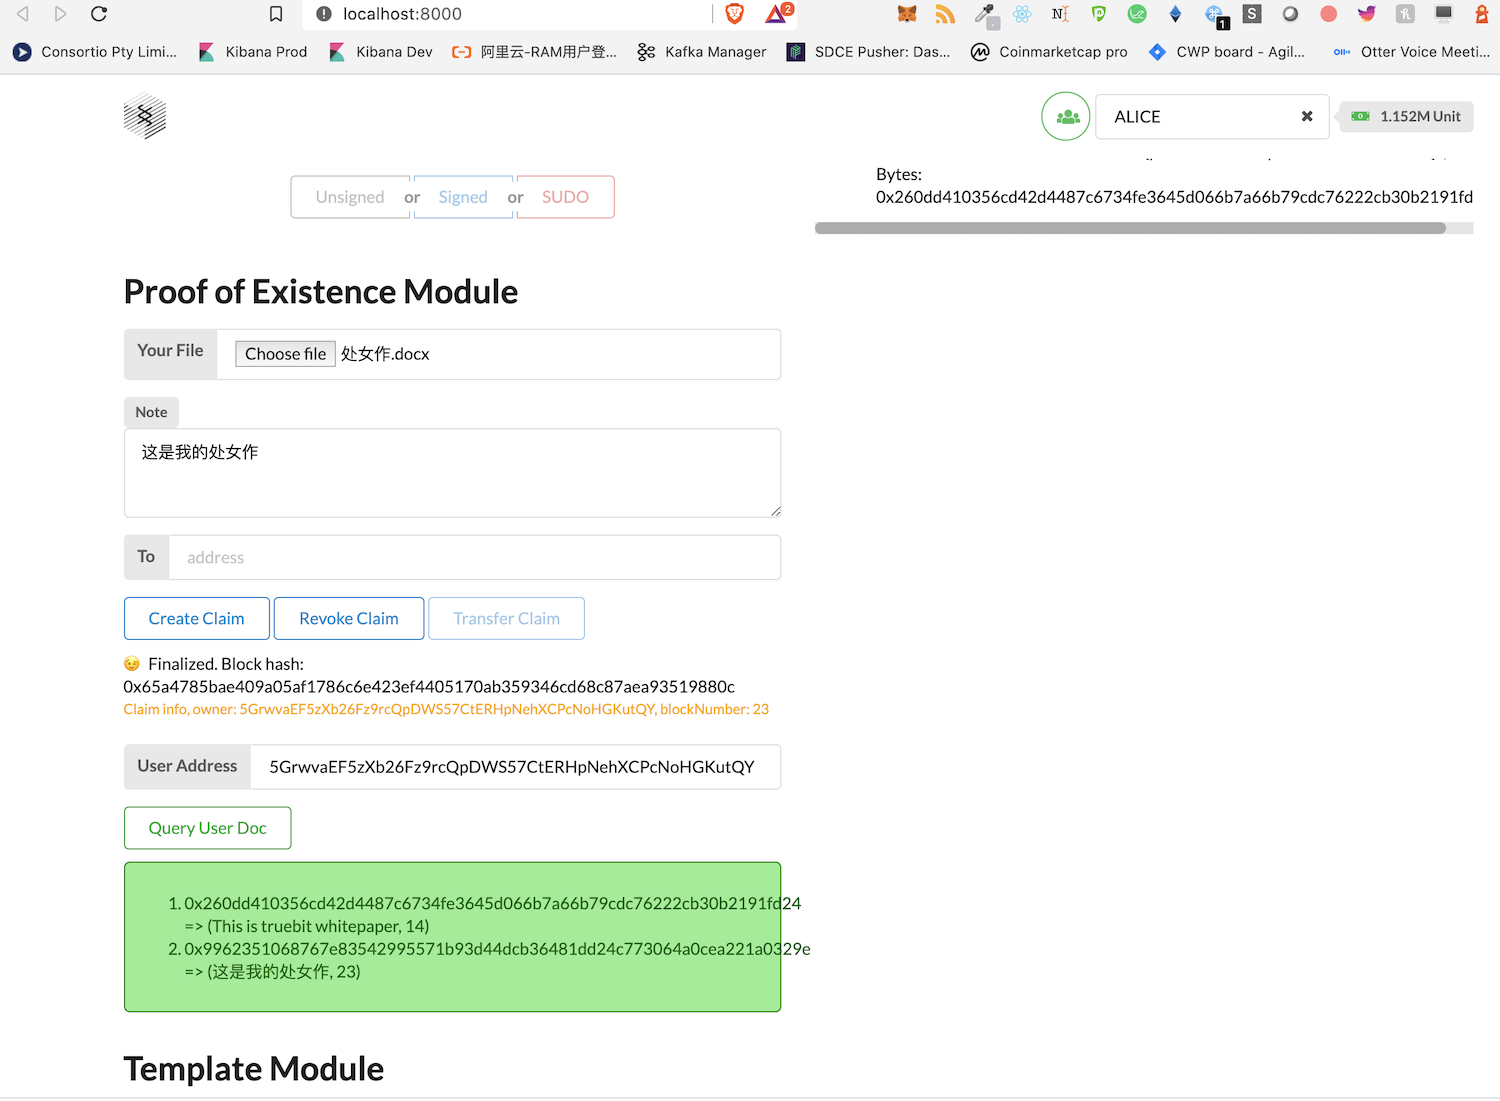 localhost:8000
2
1
S
Consortio Pty Limi...
Kibana Prod
Kibana Dev
阿里云-RAM用户登...
Kafka Manager
SDCE Pusher: Das...
Coinmarketcap pro
CWP board - Agil...
Otter Voice Meeti...
ALICE
1.152M Unit
Unsigned or Signed or SUDO
Bytes:
0x260dd410356cd42d4487c6734fe3645d066b7a66b79cdc76222cb30b2191fd
Proof of Existence Module
Your File
Choose file 处女作.docx
Note
这是我的处女作
To
address
Create Claim
Revoke Claim
Transfer Claim
😉 Finalized. Block hash:
0x65a4785bae409a05af1786c6e423ef4405170ab359346cd68c87aea93519880c
Claim info, owner: 5GrwvaEF5zXb26Fz9rcQpDWS57CtERHpNehXCPcNoHGKutQY, blockNumber: 23
User Address
5GrwvaEF5zXb26Fz9rcQpDWS57CtERHpNehXCPcNoHGKutQY
Query User Doc
1. 0x260dd410356cd42d4487c6734fe3645d066b7a66b79cdc76222cb30b2191fd24
=> (This is truebit whitepaper, 14)
2. 0x9962351068767e83542995571b93d44dcb36481dd24c773064a0cea221a0329e
=> (这是我的处女作, 23)
Template Module